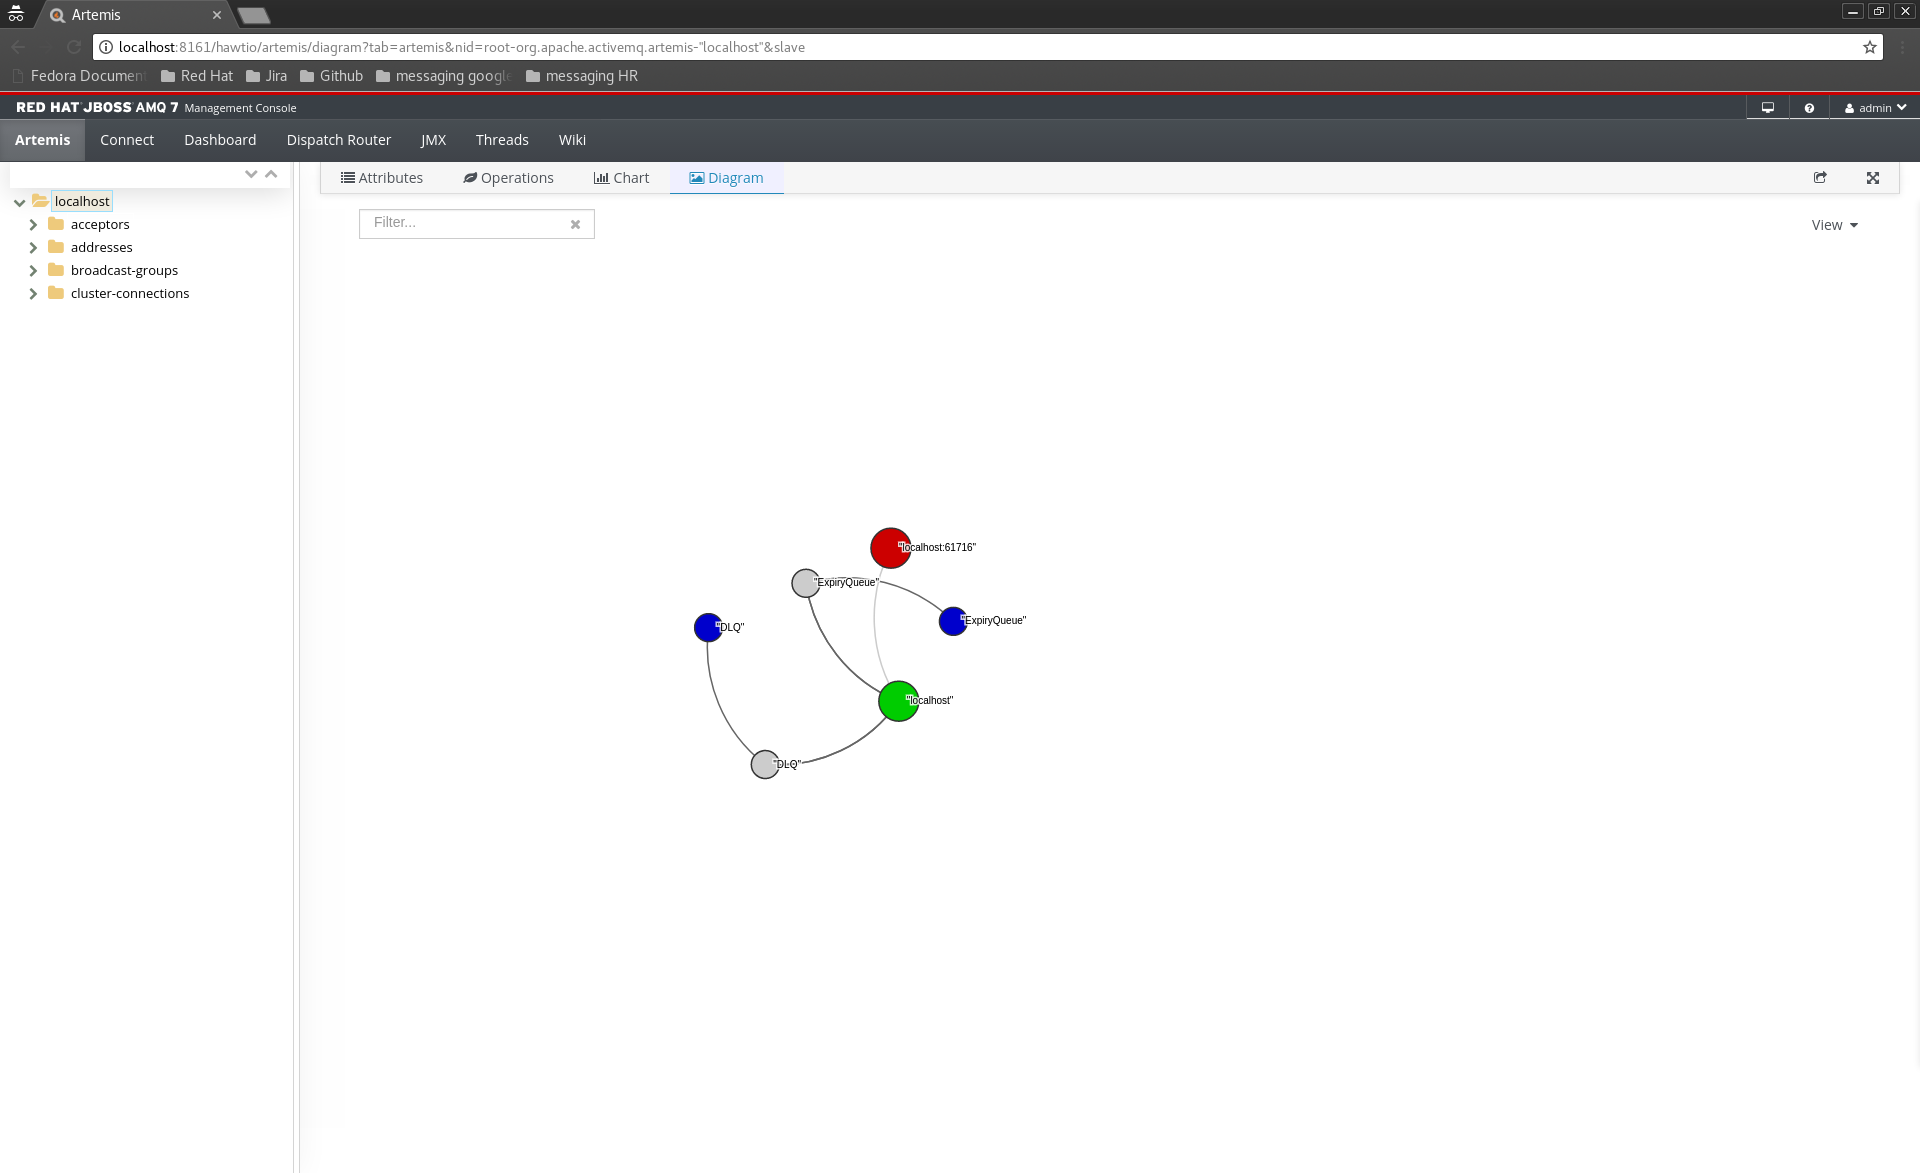 Artemis
localhost:8161/hawtio/artemis/diagram?tab=artemis&nid=root-org.apache.activemq.artemis-"localhost"&slave
Fedora Documen Red Hat Jira Github messaging google messaging HR
RED HAT JBOSS AMQ 7 Management Console admin
Artemis Connect Dashboard Dispatch Router JMX Threads Wiki
Attributes Operations Chart Diagram
localhost
acceptors
addresses
broadcast-groups
cluster-connections
Filter...
View
"localhost:61716"
"ExpiryQueue"
"ExpiryQueue"
"DLQ"
"localhost"
"DLQ"